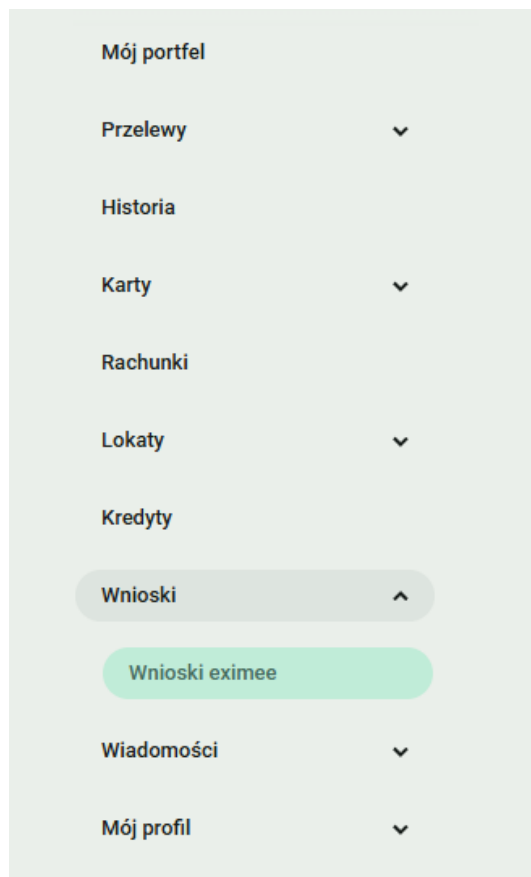 Mój portfel
Przelewy
Historia
Karty
Rachunki
Lokaty
Kredyty
Wnioski
Wnioski eximee
Wiadomości
Mój profil